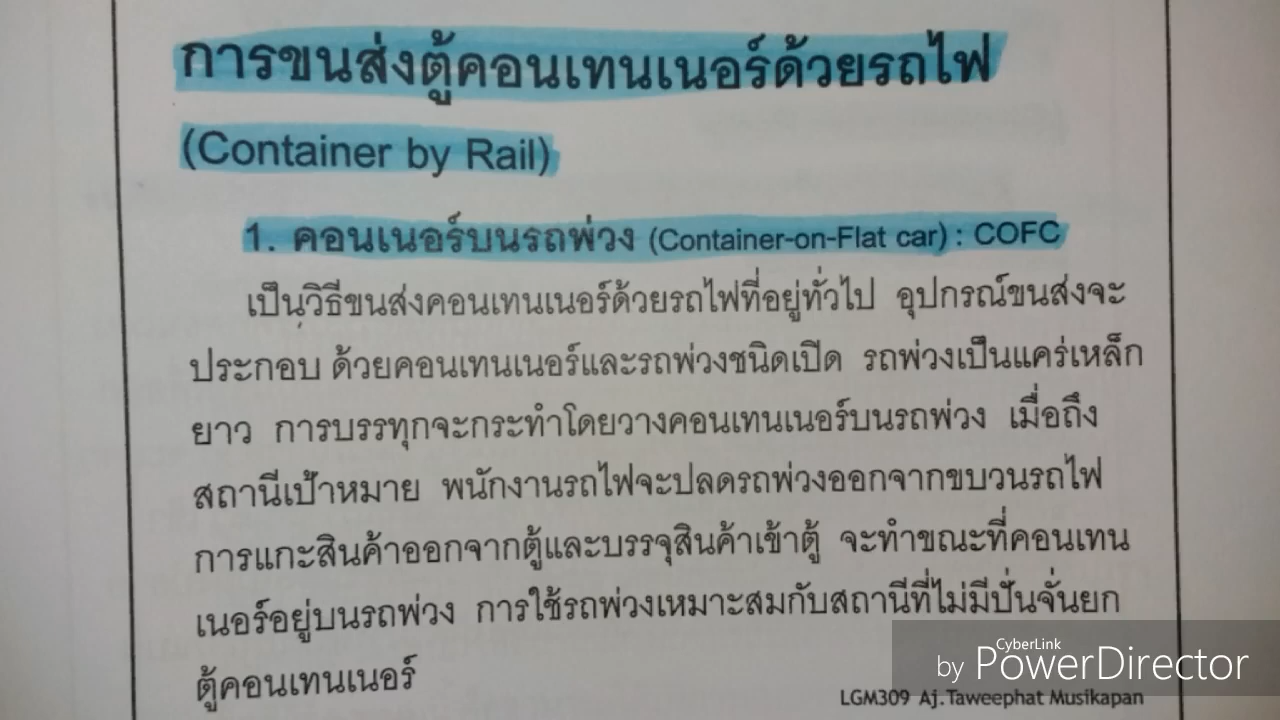 การขนส่งตู้คอนเทนเนอร์ด้วยรถไฟ
(Container by Rail)
1. คอนเนอร์บนรถพ่วง (Container-on-Flat car) : COFC
เป็นวิธีขนส่งคอนเทนเนอร์ด้วยรถไฟที่อยู่ทั่วไป อุปกรณ์ขนส่งจะ
ประกอบ ด้วยคอนเทนเนอร์และรถพ่วงชนิดเปิด รถพ่วงเป็นแคร่เหล็ก
ยาว การบรรทุกจะกระทำโดยวางคอนเทนเนอร์บนรถพ่วง เมื่อถึง
สถานีเป้าหมาย พนักงานรถไฟจะปลดรถพ่วงออกจากขบวนรถไฟ
การแกะสินค้าออกจากตู้และบรรจุสินค้าเข้าตู้ จะทำขณะที่คอนเทน
เนอร์อยู่บนรถพ่วง การใช้รถพ่วงเหมาะสมกับสถานีที่ไม่มีปั่นจั่นยก
ตู้คอนเทนเนอร์
CyberLink
by PowerDirector
LGM309 Aj.Taweephat Musikapan